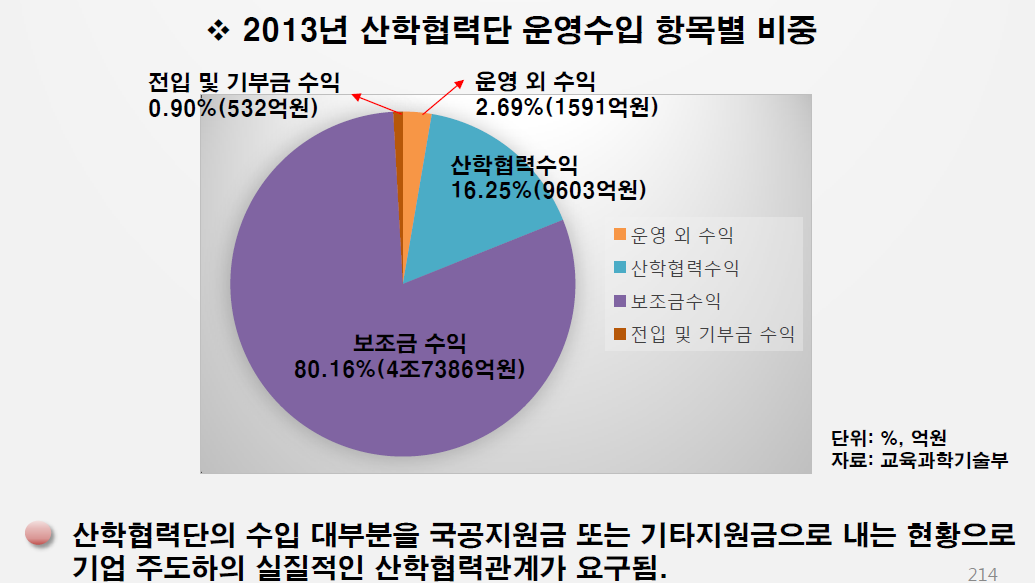 ❖ 2013년 산학협력단 운영수입 항목별 비중
전입 및 기부금 수익
0.90%(532억원)
운영 외 수익
2.69%(1591억원)
산학협력수익
16.25%(9603억원)
운영 외 수익
산학협력수익
보조금수익
전입 및 기부금 수익
보조금 수익
80.16%(4조7386억원)
단위: %, 억원
자료: 교육과학기술부
산학협력단의 수입 대부분을 국공지원금 또는 기타지원금으로 내는 현황으로
기업 주도하의 실질적인 산학협력관계가 요구됨.
214